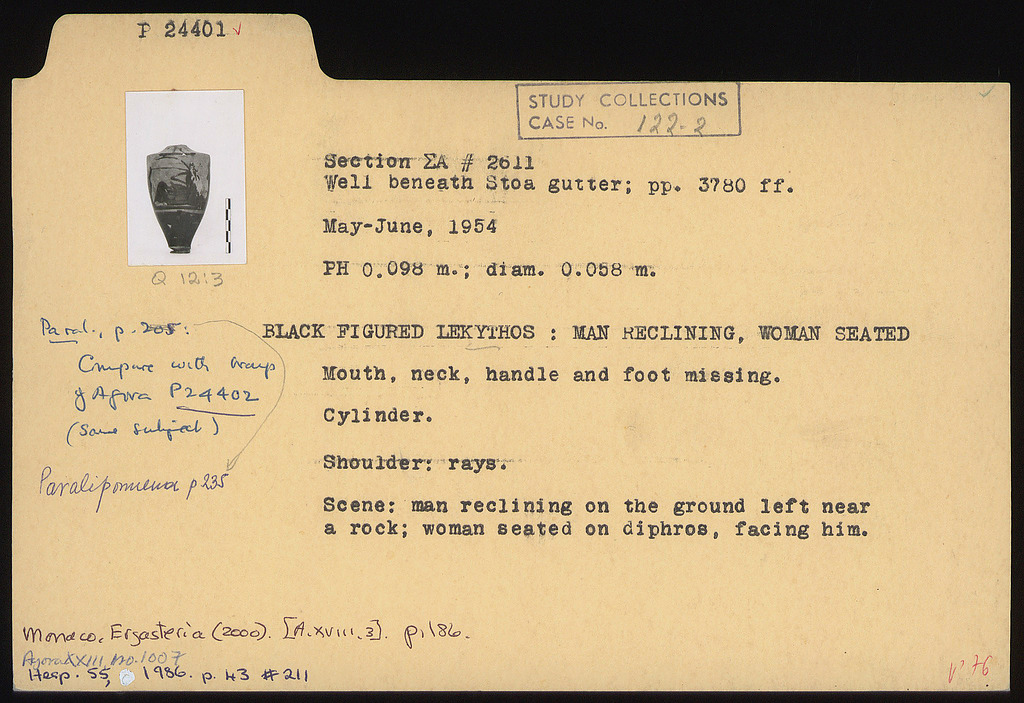 P 24401 ✓
STUDY COLLECTIONS
CASE No. 122-2
Section ΣΑ # 2611
Well beneath Stoa gutter; pp. 3780 ff.
May-June, 1954
PH 0.098 m.; diam. 0.058 m.
Q 1213
BLACK FIGURED LEKYTHOS : MAN RECLINING, WOMAN SEATED
Paral., p. 205:
Compare with Group
of Agora P24402
(Same subject)
Paralipomena p 235
Mouth, neck, handle and foot missing.
Cylinder.
Shoulder: rays.
Scene: man reclining on the ground left near
a rock; woman seated on diphros, facing him.
Monaco, Ergasteria (2000). [A.XVIII.3]. p. 186.
Agora XXIII, no. 1007
Hesp. 55, 1986. p. 43 # 211
V' 76